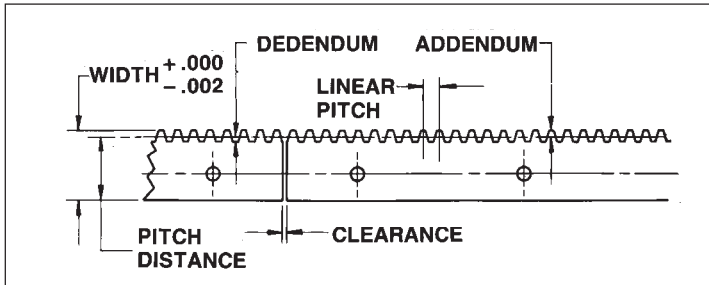 DEDENDUM
ADDENDUM
WIDTH +.000
-.002
LINEAR
PITCH
PITCH
DISTANCE
CLEARANCE